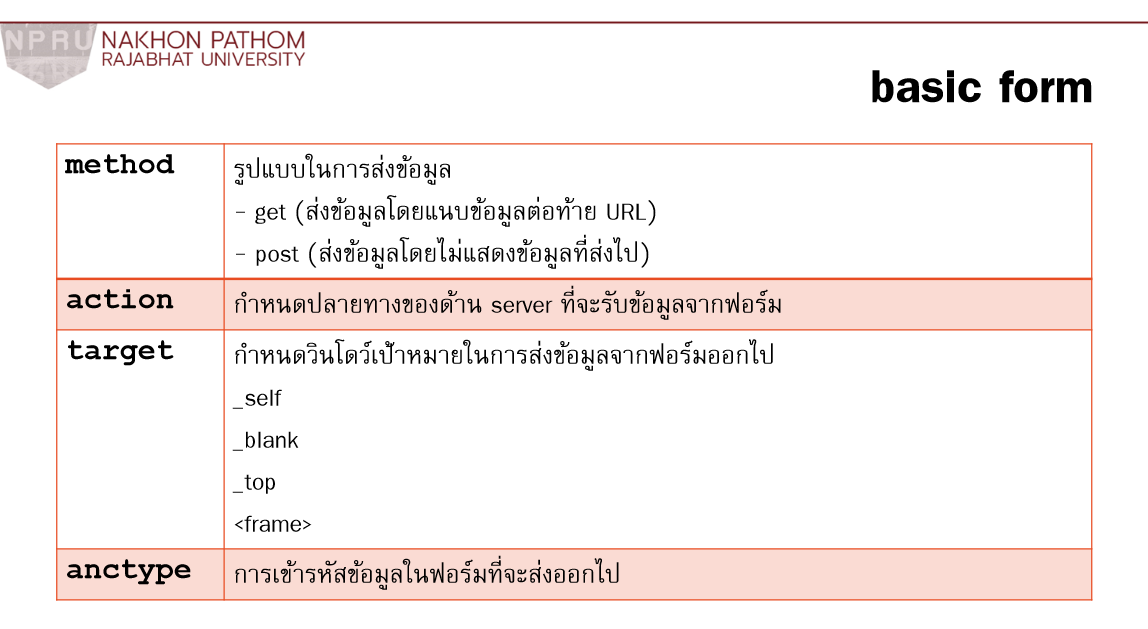 NPRU
NAKHON PATHOM
RAJABHAT UNIVERSITY
basic form
method
รูปแบบในการส่งข้อมูล
- get (ส่งข้อมูลโดยแนบข้อมูลต่อท้าย URL)
- post (ส่งข้อมูลโดยไม่แสดงข้อมูลที่ส่งไป)
action
กำหนดปลายทางของด้าน server ที่จะรับข้อมูลจากฟอร์ม
target
กำหนดวินโดว์เป้าหมายในการส่งข้อมูลจากฟอร์มออกไป
_self
_blank
_top
<frame>
anctype
การเข้ารหัสข้อมูลในฟอร์มที่จะส่งออกไป